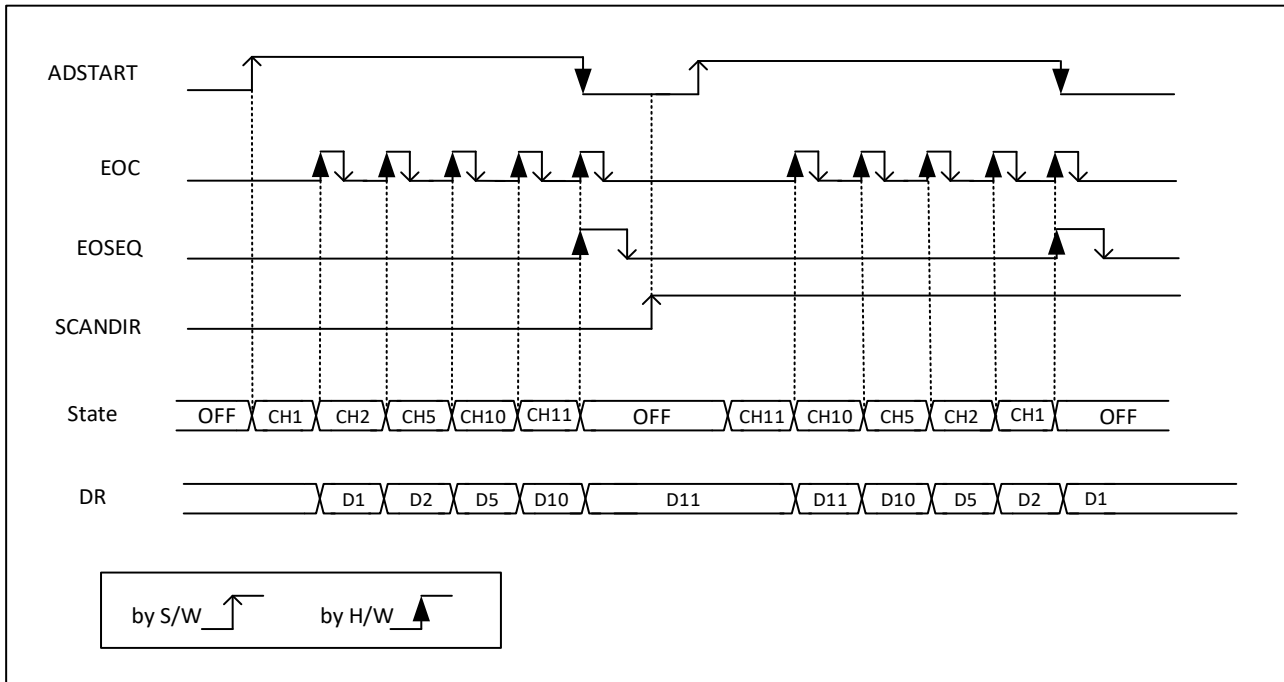 ADSTART
EOC
EOSEQ
SCANDIR
State OFF CH1 CH2 CH5 CH10 CH11 OFF CH11 CH10 CH5 CH2 CH1 OFF
DR D1 D2 D5 D10 D11 D11 D10 D5 D2 D1
by S/W by H/W